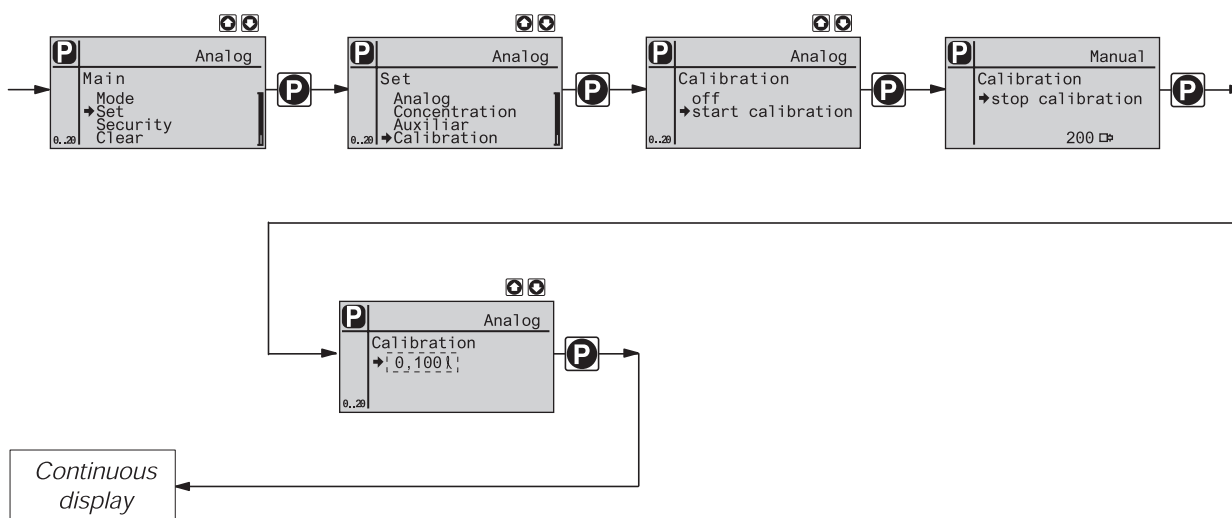 P Analog
Main
Mode
➔Set
Security
Clear
0..20
P
P Analog
Set
Analog
Concentration
Auxiliar
➔Calibration
0..20
P
P Analog
Calibration
off
➔start calibration
0..20
P
P Manual
Calibration
➔stop calibration
200
P
P Analog
Calibration
➔0,100 l
0..20
P
Continuous
display